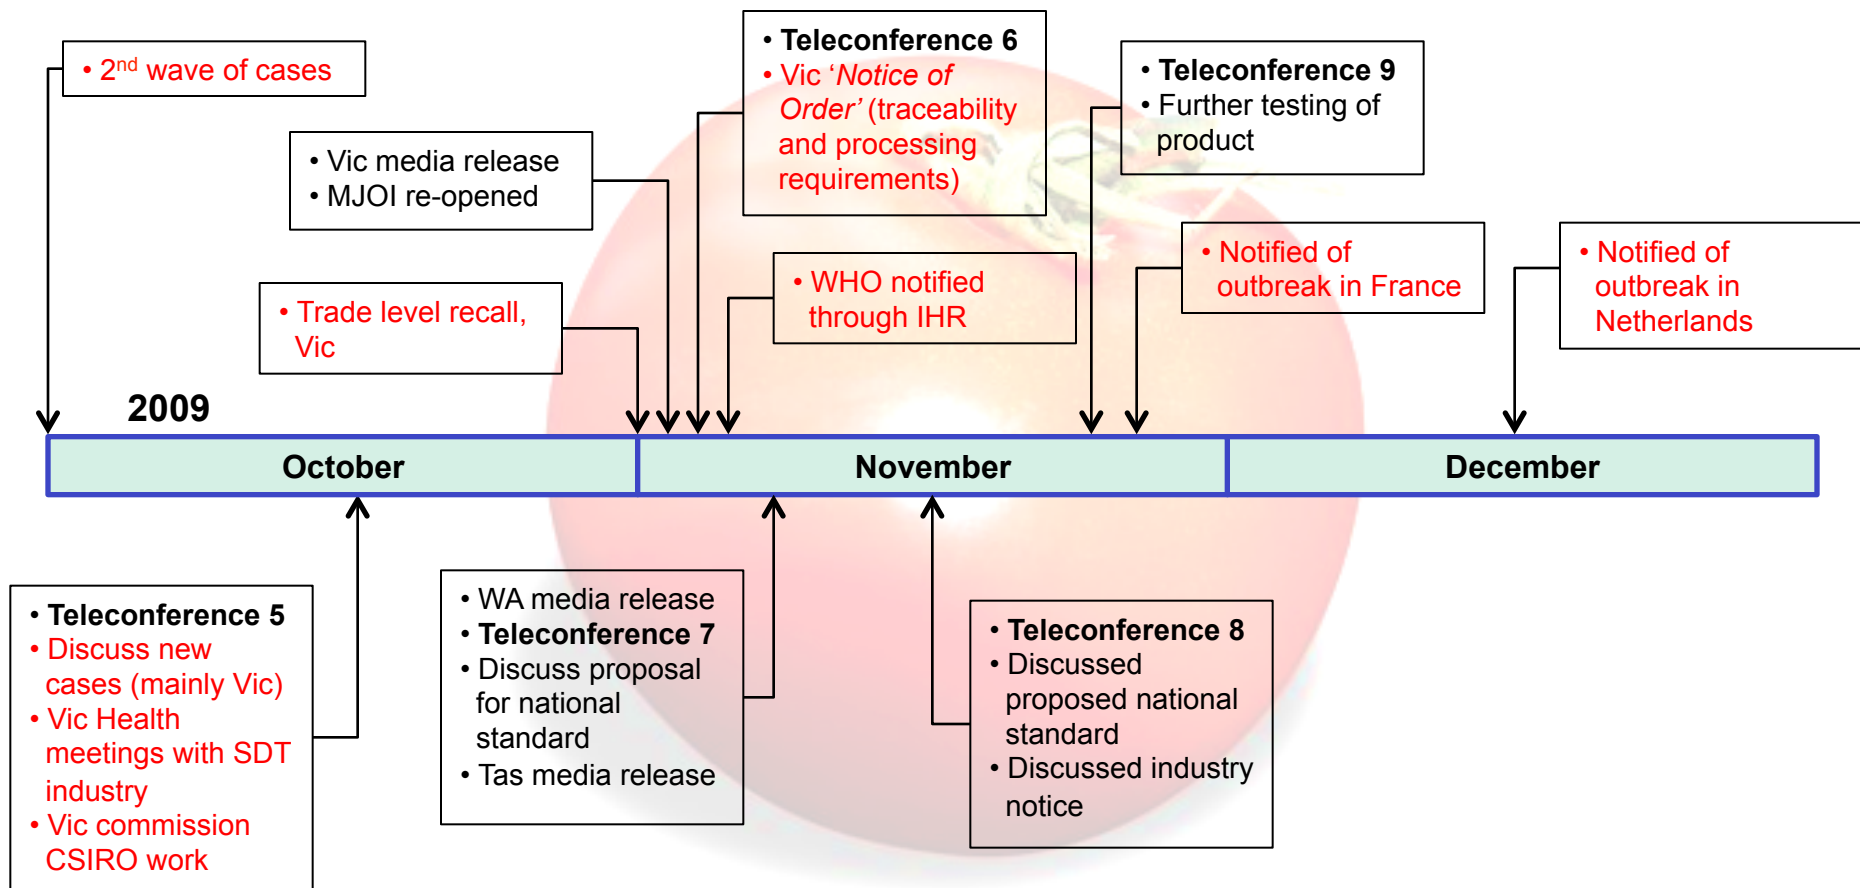 • 2nd wave of cases
• Vic media release
• MJOI re-opened
• Trade level recall,
Vic
• Teleconference 6
• Vic ‘Notice of
Order’ (traceability
and processing
requirements)
• WHO notified
through IHR
• Teleconference 9
• Further testing of
product
• Notified of
outbreak in France
• Notified of
outbreak in
Netherlands
2009
October
November
December
• Teleconference 5
• Discuss new
cases (mainly Vic)
• Vic Health
meetings with SDT
industry
• Vic commission
CSIRO work
• WA media release
• Teleconference 7
• Discuss proposal
for national
standard
• Tas media release
• Teleconference 8
• Discussed
proposed national
standard
• Discussed industry
notice